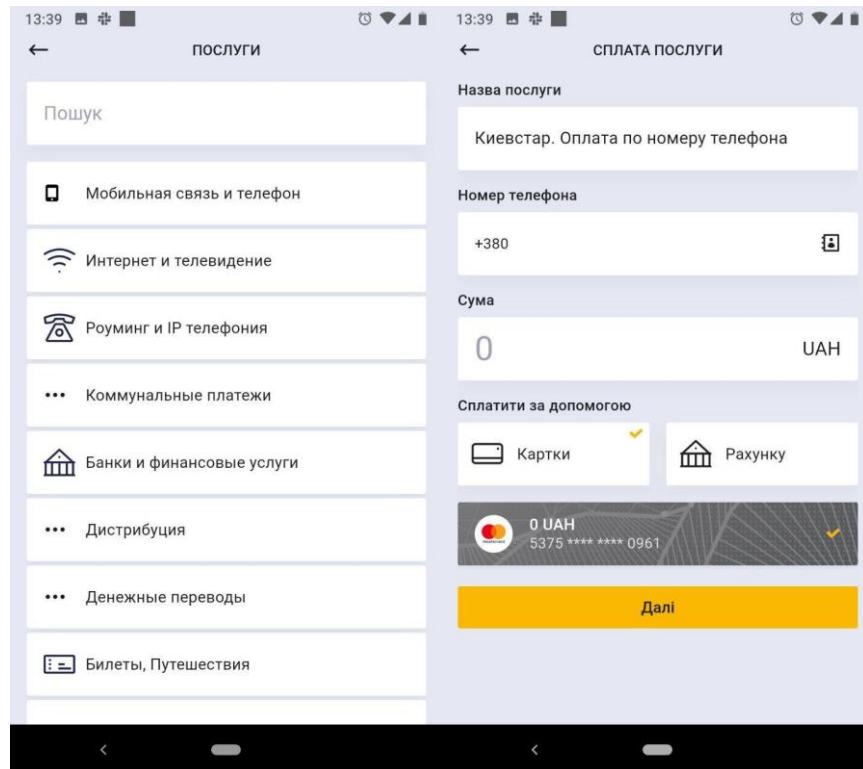 13:39
ПОСЛУГИ
Пошук
Мобильная связь и телефон
Интернет и телевидение
Роуминг и IP телефония
Коммунальные платежи
Банки и финансовые услуги
Дистрибуция
Денежные переводы
Билеты, Путешествия
13:39
СПЛАТА ПОСЛУГИ
Назва послуги
Киевстар. Оплата по номеру телефона
Номер телефона
+380
Сума
0 UAH
Сплатити за допомогою
Картки Рахунку
0 UAH
5375 **** **** 0961
Далі